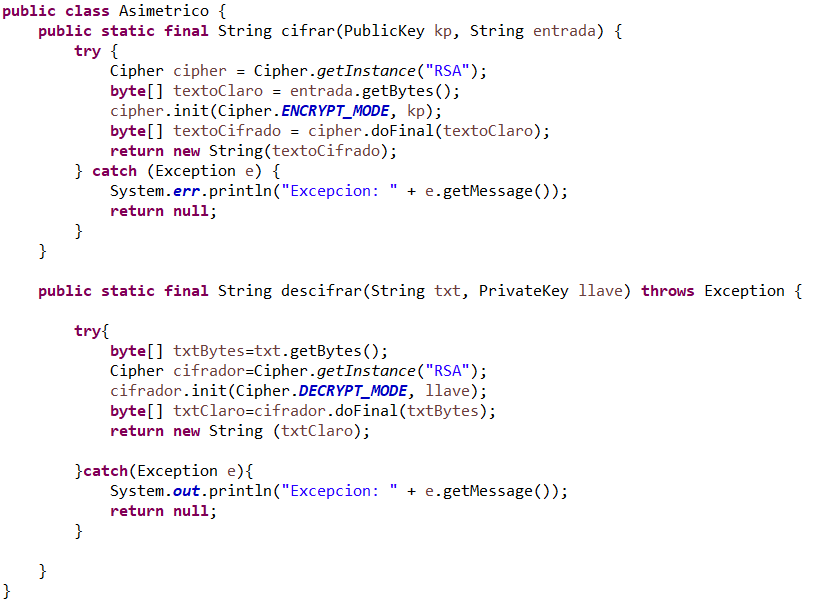 public class Asimetrico {
    public static final String cifrar(PublicKey kp, String entrada) {
        try {
            Cipher cipher = Cipher.getInstance("RSA");
            byte[] textoClaro = entrada.getBytes();
            cipher.init(Cipher.ENCRYPT_MODE, kp);
            byte[] textoCifrado = cipher.doFinal(textoClaro);
            return new String(textoCifrado);
        } catch (Exception e) {
            System.err.println("Excepcion: " + e.getMessage());
            return null;
        }
    }

    public static final String descifrar(String txt, PrivateKey llave) throws Exception {

        try{
            byte[] txtBytes=txt.getBytes();
            Cipher cifrador=Cipher.getInstance("RSA");
            cifrador.init(Cipher.DECRYPT_MODE, llave);
            byte[] txtClaro=cifrador.doFinal(txtBytes);
            return new String (txtClaro);

        }catch(Exception e){
            System.out.println("Excepcion: " + e.getMessage());
            return null;
        }

    }
}